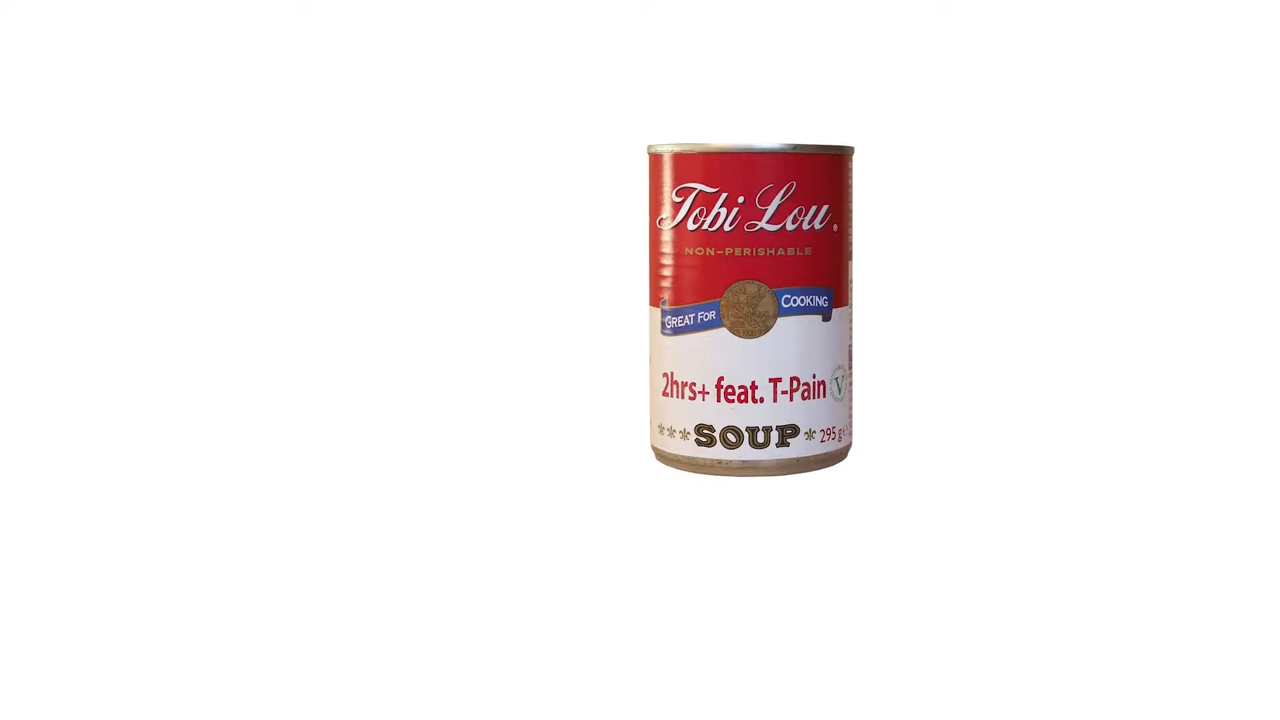 Tobi Lou
NON-PERISHABLE
GREAT FOR COOKING
2hrs+ feat. T-Pain
V
SOUP 295 g